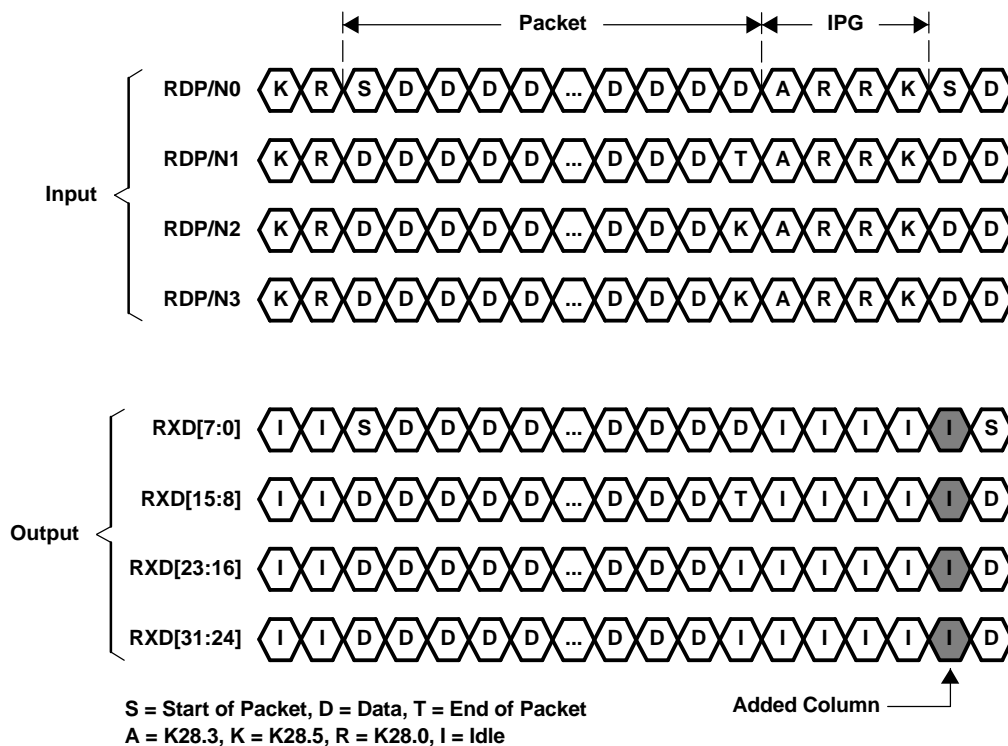 Packet IPG
RDP/N0 K R S D D D D ... D D D D A R R K S D
RDP/N1 K R D D D D D ... D D D T A R R K D D
Input
RDP/N2 K R D D D D D ... D D D K A R R K D D
RDP/N3 K R D D D D D ... D D D K A R R K D D
RXD[7:0] I I S D D D D ... D D D D I I I I I S
RXD[15:8] I I D D D D D ... D D D T I I I I I D
Output
RXD[23:16] I I D D D D D ... D D D I I I I I I D
RXD[31:24] I I D D D D D ... D D D I I I I I I D
Added Column
S = Start of Packet, D = Data, T = End of Packet
A = K28.3, K = K28.5, R = K28.0, I = Idle